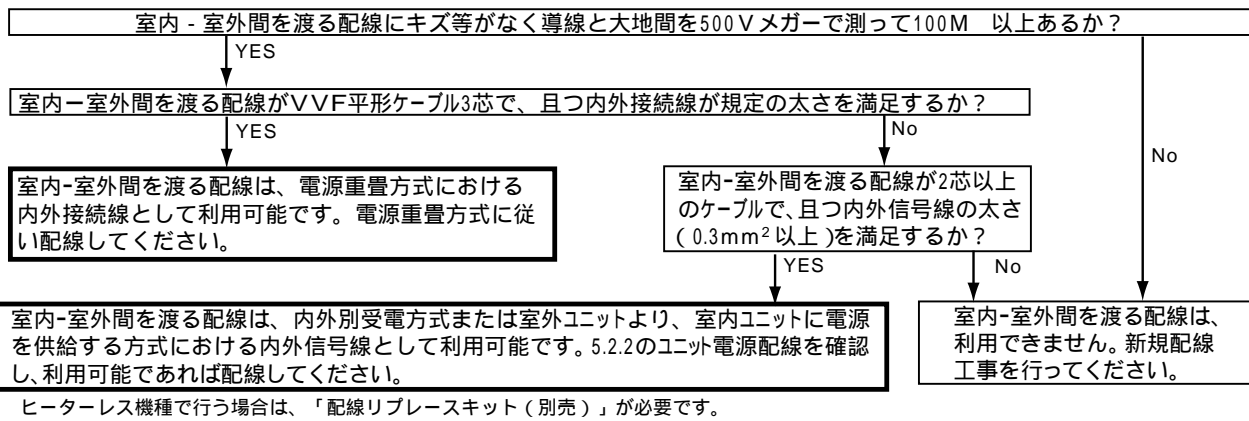 室内 - 室外間を渡る配線にキズ等がなく導線と大地間を500Vメガーで測って100M 以上あるか？
YES
室内ー室外間を渡る配線がVVF平形ケーブル3芯で、且つ内外接続線が規定の太さを満足するか？
YES
No
No
室内-室外間を渡る配線は、電源重畳方式における
内外接続線として利用可能です。電源重畳方式に従
い配線してください。
室内-室外間を渡る配線が2芯以上
のケーブルで、且つ内外信号線の太さ
（0.3mm²以上）を満足するか？
YES
No
室内-室外間を渡る配線は、内外別受電方式または室外ユニットより、室内ユニットに電源
を供給する方式における内外信号線として利用可能です。5.2.2のユニット電源配線を確認
し、利用可能であれば配線してください。
室内-室外間を渡る配線は、
利用できません。新規配線
工事を行ってください。
ヒーターレス機種で行う場合は、「配線リプレースキット（別売）」が必要です。